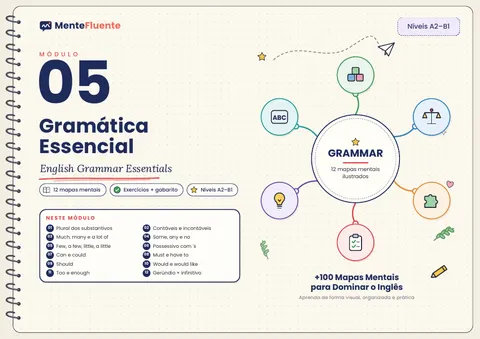 MenteFluente
Níveis A2–B1
MÓDULO
05
Gramática
Essencial
English Grammar Essentials
12 mapas mentais
Exercícios + gabarito
Níveis A2–B1
NESTE MÓDULO
01 Plural dos substantivos
02 Contáveis e incontáveis
03 Much, many e a lot of
04 Some, any e no
05 Few, a few, little, a little
06 Possessivo com 's
07 Can e could
08 Must e have to
09 Should
10 Would e would like
11 Too e enough
12 Gerúndio × infinitivo
ABC
GRAMMAR
12 mapas mentais
ilustrados
+100 Mapas Mentais
para Dominar o Inglês
Aprenda de forma visual, organizada e prática